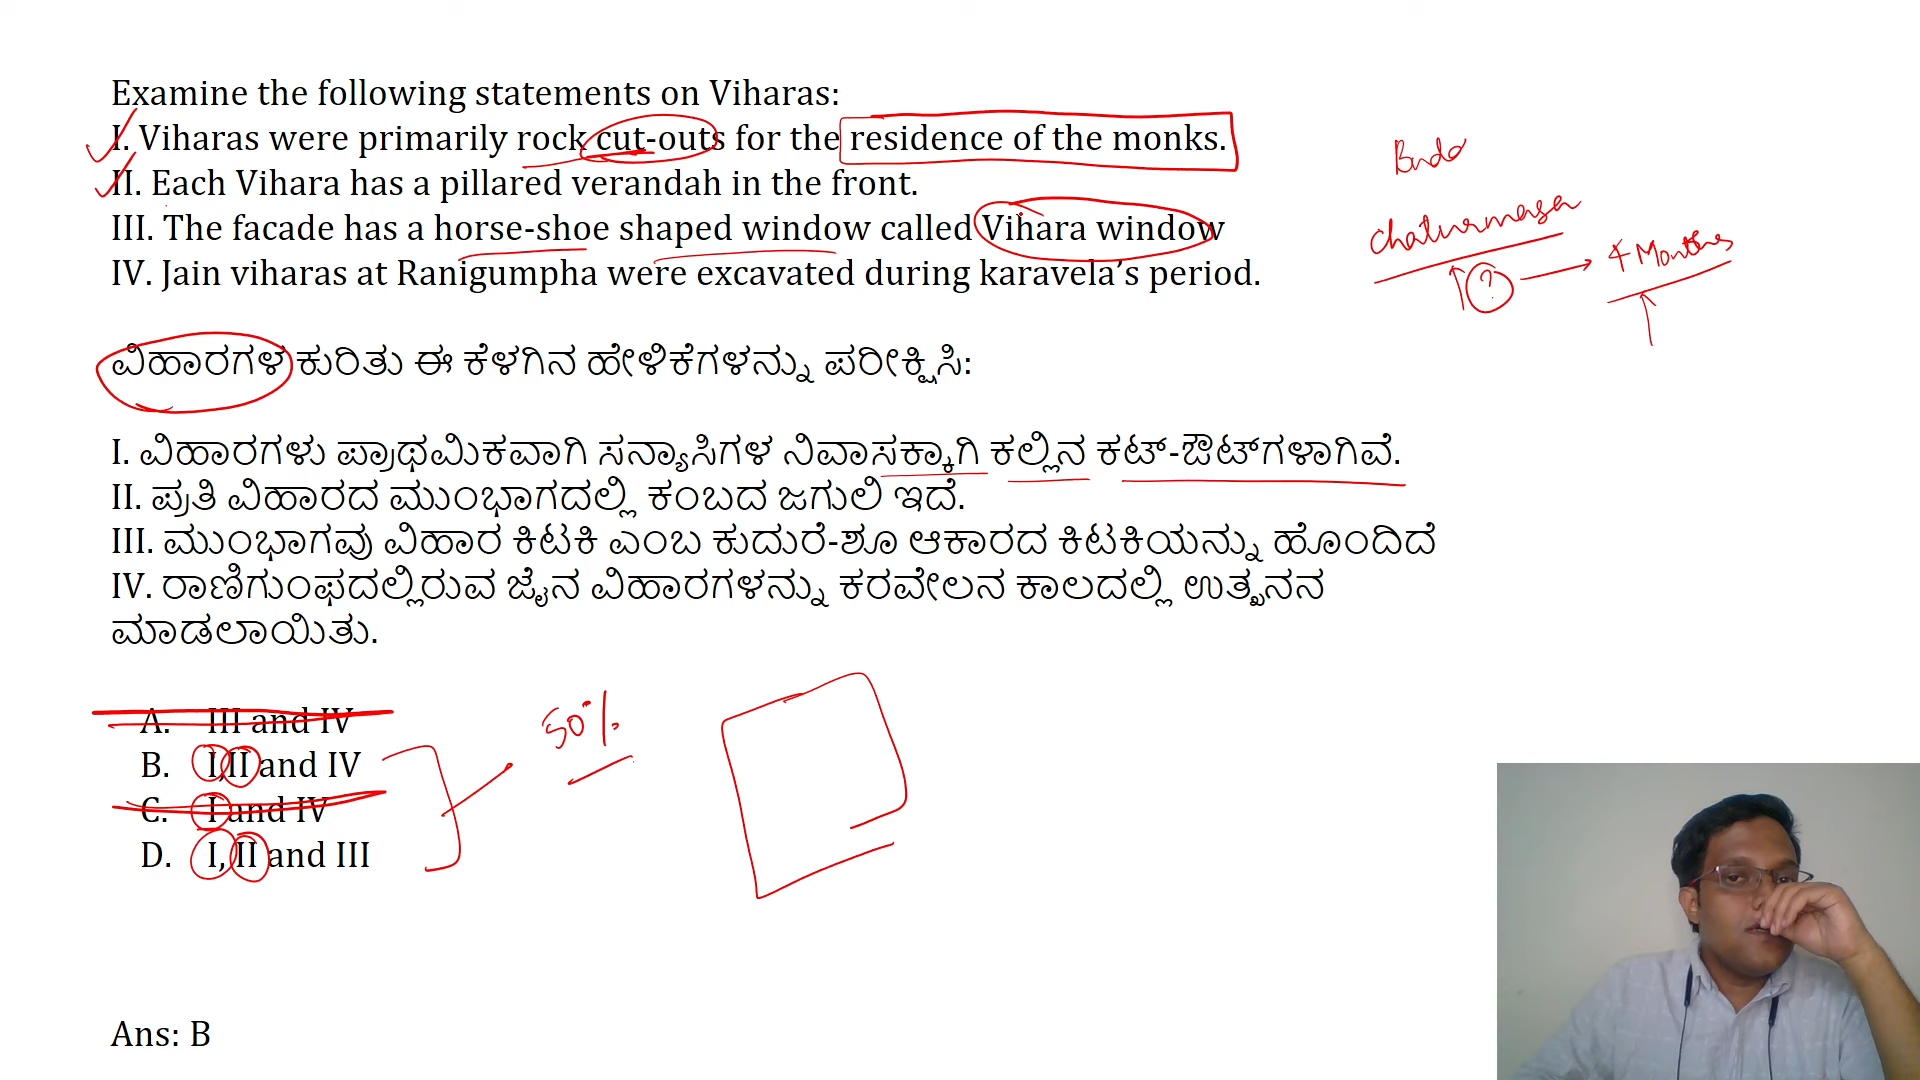 Examine the following statements on Viharas:
I. Viharas were primarily rock cut-outs for the residence of the monks.
II. Each Vihara has a pillared verandah in the front.
III. The facade has a horse-shoe shaped window called Vihara window
IV. Jain viharas at Ranigumpha were excavated during karavela’s period.
Chaturmasa
? 4 Months
ವಿಹಾರಗಳ ಕುರಿತು ಈ ಕೆಳಗಿನ ಹೇಳಿಕೆಗಳನ್ನು ಪರೀಕ್ಷಿಸಿ:
I. ವಿಹಾರಗಳು ಪ್ರಾಥಮಿಕವಾಗಿ ಸನ್ಯಾಸಿಗಳ ನಿವಾಸಕ್ಕಾಗಿ ಕಲ್ಲಿನ ಕಟ್-ಔಟ್‌ಗಳಾಗಿವೆ.
II. ಪ್ರತಿ ವಿಹಾರದ ಮುಂಭಾಗದಲ್ಲಿ ಕಂಬದ ಜಗುಲಿ ಇದೆ.
III. ಮುಂಭಾಗವು ವಿಹಾರ ಕಿಟಕಿ ಎಂಬ ಕುದುರೆ-ಶೂ ಆಕಾರದ ಕಿಟಕಿಯನ್ನು ಹೊಂದಿದೆ
IV. ರಾಣಿಗುಂಫದಲ್ಲಿರುವ ಜೈನ ವಿಹಾರಗಳನ್ನು ಕರವೇಲನ ಕಾಲದಲ್ಲಿ ಉತ್ಖನನ
ಮಾಡಲಾಯಿತು.
A. III and IV
B. I,II and IV
C. I and IV
D. I, II and III
50%
Ans: B